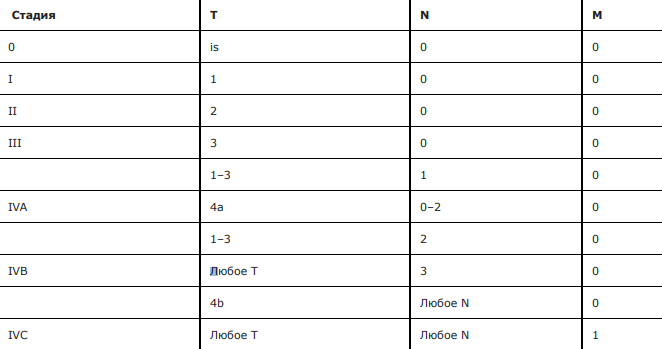 Стадия T N M
0 is 0 0
I 1 0 0
II 2 0 0
III 3 0 0
1–3 1 0
IVA 4a 0–2 0
1–3 2 0
IVB Любое T 3 0
4b Любое N 0
IVC Любое T Любое N 1